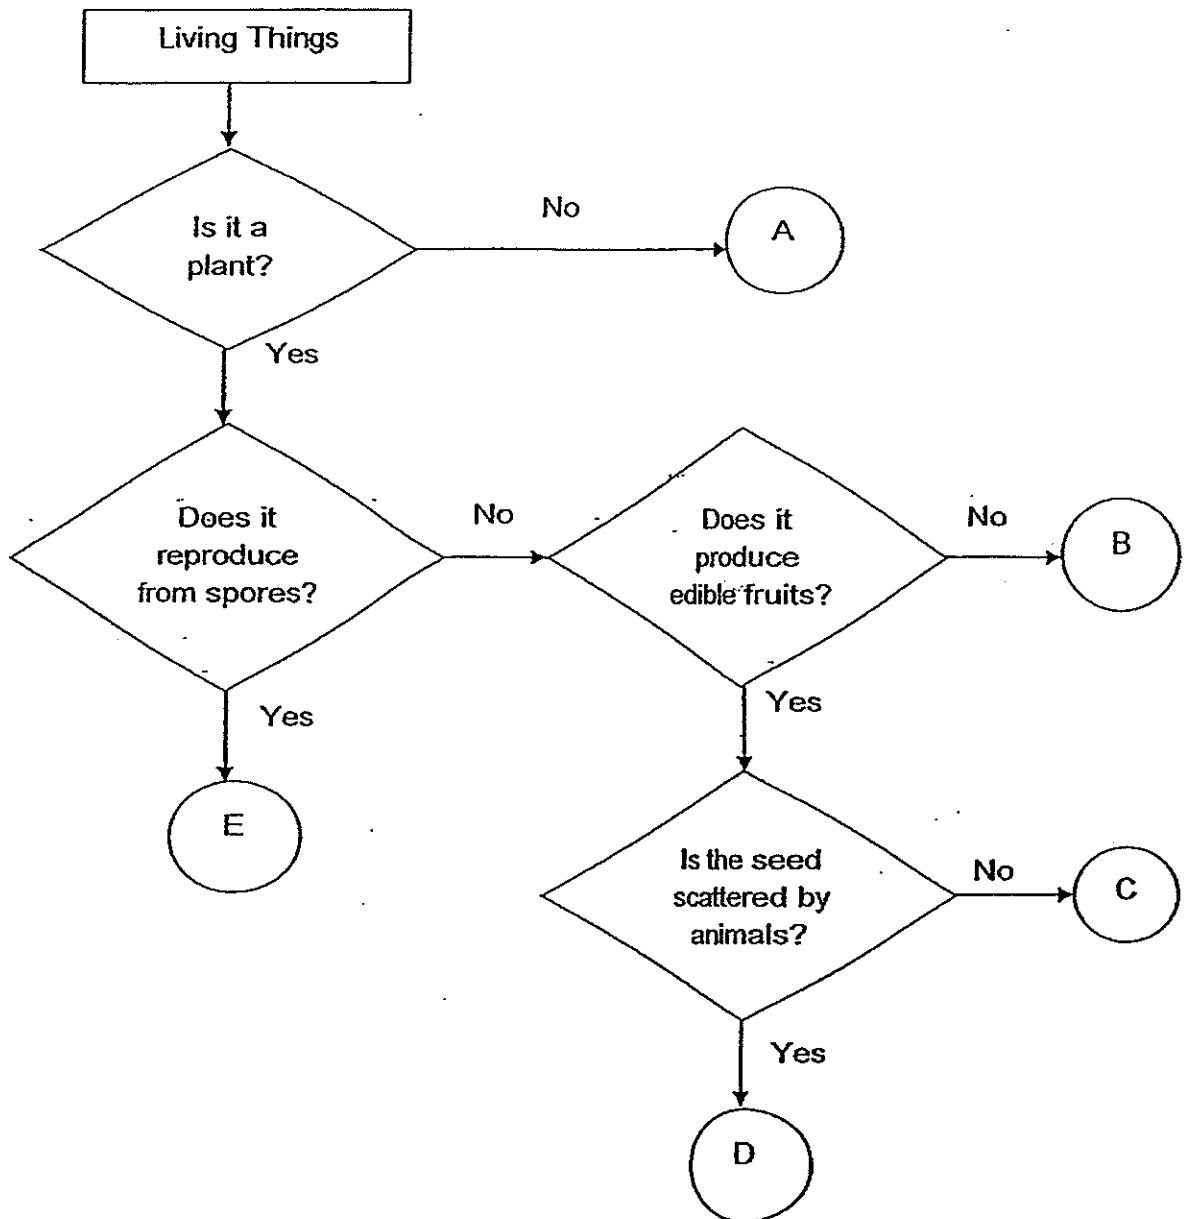 Living Things
Is it a
plant?
No
A
Yes
Does it
reproduce
from spores?
No
Does it
produce
edible fruits?
No
B
Yes
E
Yes
Is the seed
scattered by
animals?
No
C
Yes
D